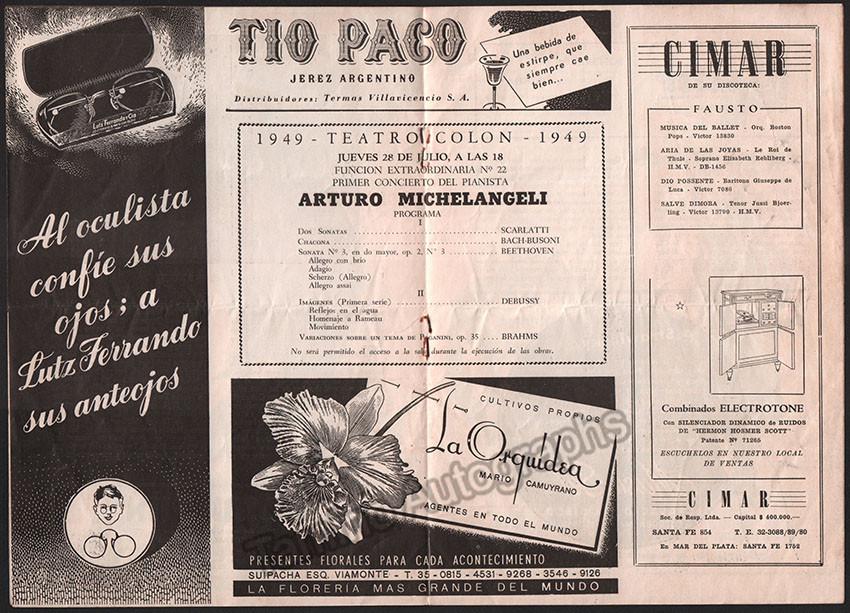 Lutz Ferrando y Cia
Al oculista
confíe sus
ojos; a
Lutz Ferrando
sus anteojos
TIO PACO
JEREZ ARGENTINO
Distribuidores: Termas Villavicencio S. A.
Una bebida de
estirpe, que
siempre cae
bien...
1949 - TEATRO COLON - 1949
JUEVES 28 DE JULIO, A LAS 18
FUNCION EXTRAORDINARIA Nº 22
PRIMER CONCIERTO DEL PIANISTA
ARTURO MICHELANGELI
PROGRAMA
I
DOS SONATAS ... SCARLATTI
CHACONA ... BACH-BUSONI
SONATA Nº 3, en do mayor, op. 2, Nº 3 ... BEETHOVEN
Allegro con brio
Adagio
Scherzo (Allegro)
Allegro assai
II
IMÁGENES (Primera serie) ... DEBUSSY
Reflejos en el agua
Homenaje a Rameau
Movimiento
VARIACIONES SOBRE UN TEMA DE PAGANINI, op. 35 .... BRAHMS
No será permitido el acceso a la sala durante la ejecución de las obras.
CULTIVOS PROPIOS
La Orquídea
MARIO CAMUYRANO
AGENTES EN TODO EL MUNDO
Tamino Autographs
PRESENTES FLORALES PARA CADA ACONTECIMIENTO
SUIPACHA ESQ. VIAMONTE - T. 35 - 0815 - 4531 - 9268 - 3546 - 9126
LA FLORERIA MAS GRANDE DEL MUNDO
CIMAR
DE SU DISCOTECA:
FAUSTO
MUSICA DEL BALLET - Orq. Boston
Pops - Victor 13830
ARIA DE LAS JOYAS - Le Roi de
Thule - Soprano Elisabeth Rehlberg -
H.M.V. - DB-1456
DIO POSSENTE - Baritono Giuseppe de
Luca - Victor 7086
SALVE DIMORA - Tenor Jussi Bjoer-
ling - Victor 13790 - H.M.V.
Combinados ELECTROTONE
Con SILENCIADOR DINAMICO de RUIDOS
DE "HERMON HOSMER SCOTT"
Patente Nº 71265
ESCUCHELOS EN NUESTRO LOCAL
DE VENTAS
CIMAR
Soc. de Resp. Ltda. — Capital $ 400.000.—
SANTA FE 854 T. E. 32-3088/89/80
En MAR DEL PLATA: SANTA FE 1752